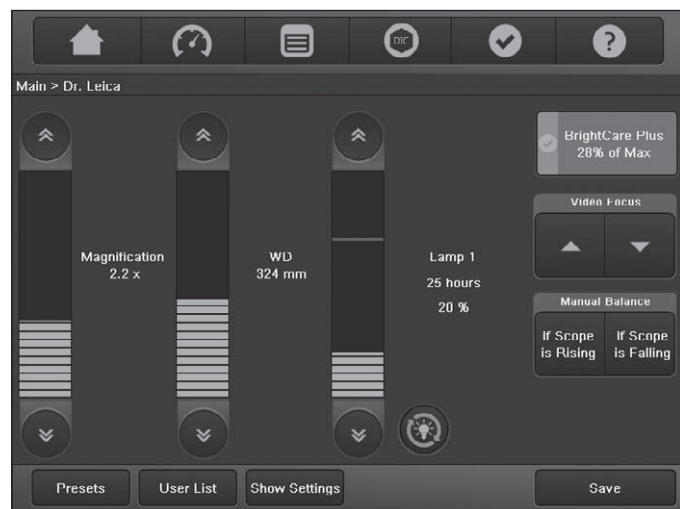 DIC
?
Main > Dr. Leica
BrightCare Plus
28% of Max
Video Focus
Magnification
2.2 x
WD
324 mm
Lamp 1
25 hours
20 %
Manual Balance
If Scope
is Rising
If Scope
is Falling
Presets
User List
Show Settings
Save